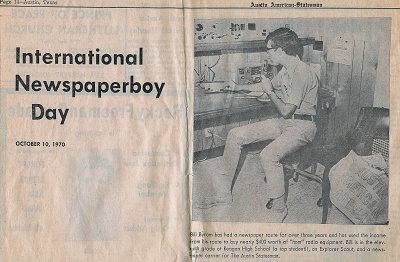 Page 14—Austin, Texas
Austin American-Statesman
International
Newspaperboy
Day
OCTOBER 10, 1970
Bill Byrom has had a newspaper route for over three years and has used the income
from his route to buy nearly $400 worth of "ham" radio equipment. Bill is in the elev-
enth grade at Reagan High School (a top student!), an Explorer Scout, and a news-
paper carrier for The Austin Statesman.